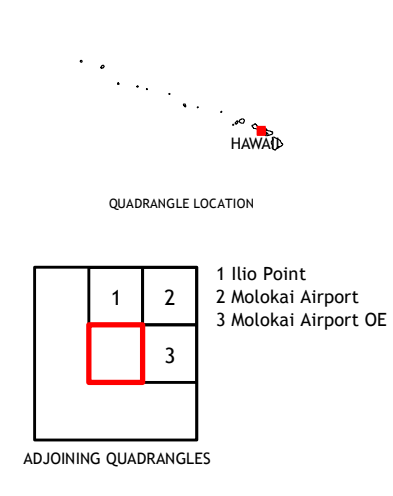 HAWAII
QUADRANGLE LOCATION
1 2
3
1 Ilio Point
2 Molokai Airport
3 Molokai Airport OE
ADJOINING QUADRANGLES